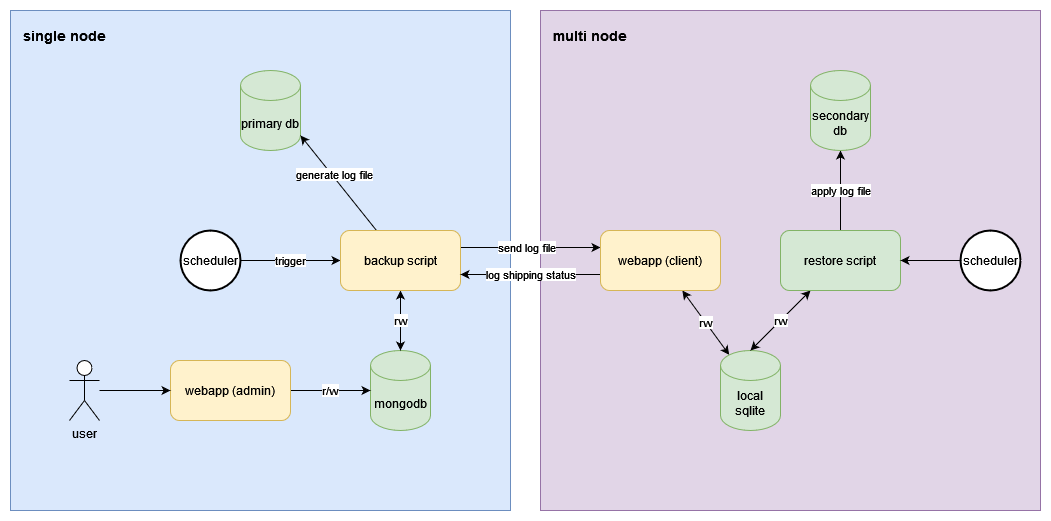 single node
multi node
primary db
secondary
db
generate log file
apply log file
scheduler
trigger
backup script
send log file
log shipping status
webapp (client)
restore script
scheduler
rw
rw
rw
user
webapp (admin)
r/w
mongodb
local
sqlite